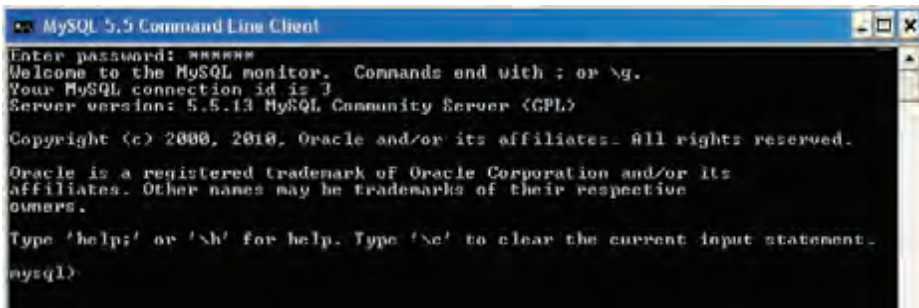 MySQL 5.5 Command Line Client
Enter password: ******
Welcome to the MySQL monitor.  Commands end with ; or \g.
Your MySQL connection id is 3
Server version: 5.5.13 MySQL Community Server (GPL)
Copyright (c) 2000, 2010, Oracle and/or its affiliates. All rights reserved.
Oracle is a registered trademark of Oracle Corporation and/or its
affiliates. Other names may be trademarks of their respective
owners.
Type 'help;' or '\h' for help. Type '\c' to clear the current input statement.
mysql>